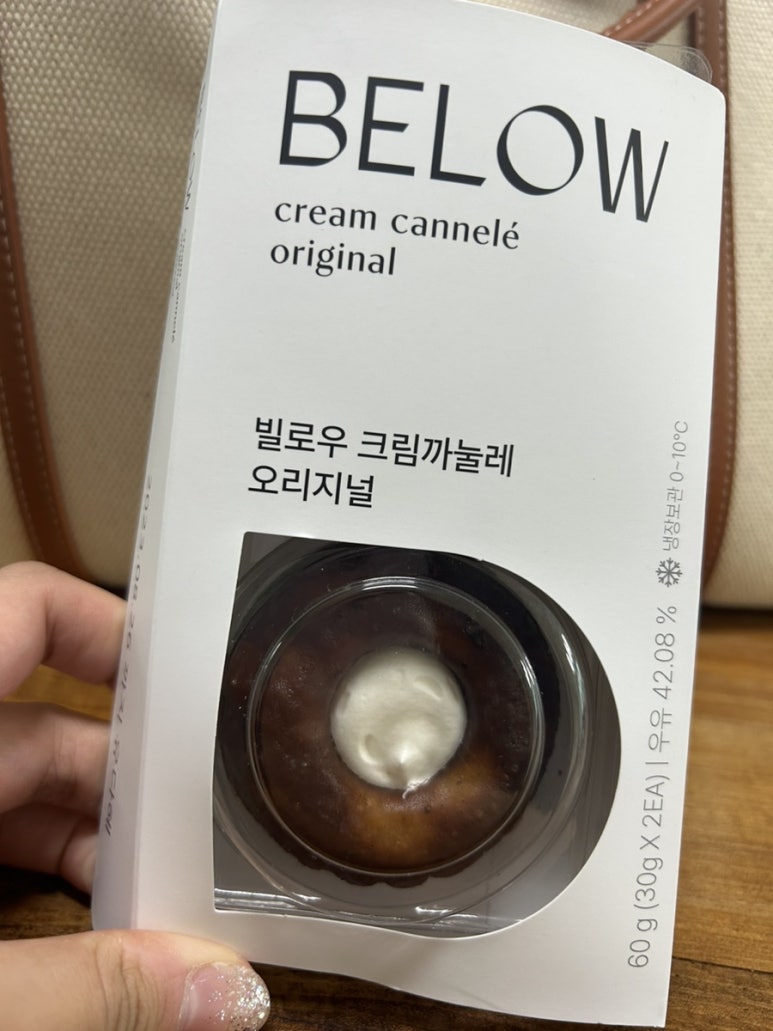 BELOW
cream cannelé
original
빌로우 크림까눌레
오리지널
60 g (30g X 2EA) | 우유 42.08 % 냉장보관 0~10℃